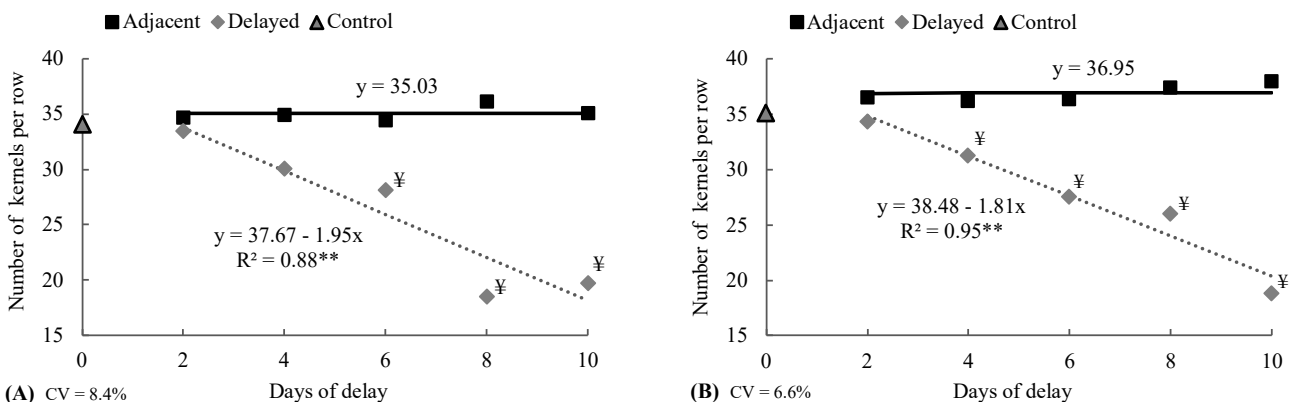 Adjacent Delayed Control
Number of kernels per row
40
35
30
25
20
15
y = 35.03
¥
y = 37.67 - 1.95x
R² = 0.88**
¥
¥
0 2 4 6 8 10
Days of delay
(A) CV = 8.4%
Adjacent Delayed Control
Number of kernels per row
40
35
30
25
20
15
y = 36.95
¥
¥
¥
y = 38.48 - 1.81x
R² = 0.95**
¥
0 2 4 6 8 10
Days of delay
(B) CV = 6.6%